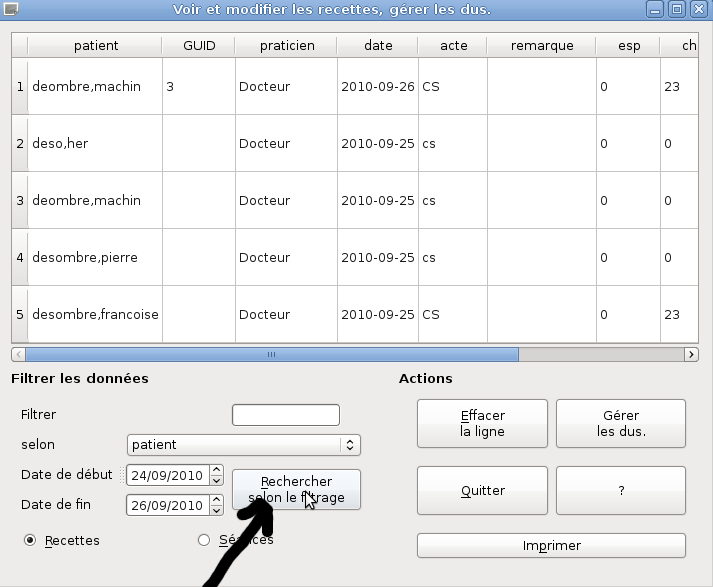 Voir et modifier les recettes, gérer les dus.
patient GUID praticien date acte remarque esp ch
1 deombre,machin 3 Docteur 2010-09-26 CS 0 23
2 deso,her Docteur 2010-09-25 cs 0 0
3 deombre,machin Docteur 2010-09-25 cs 0 0
4 desombre,pierre Docteur 2010-09-25 cs 0 0
5 desombre,francoise Docteur 2010-09-25 CS 0 23
Filtrer les données
Filtrer
selon patient
Date de début 24/09/2010
Date de fin 26/09/2010
Rechercher
selon le filtrage
Recettes Séances
Actions
Effacer
la ligne
Gérer
les dus.
Quitter ?
Imprimer